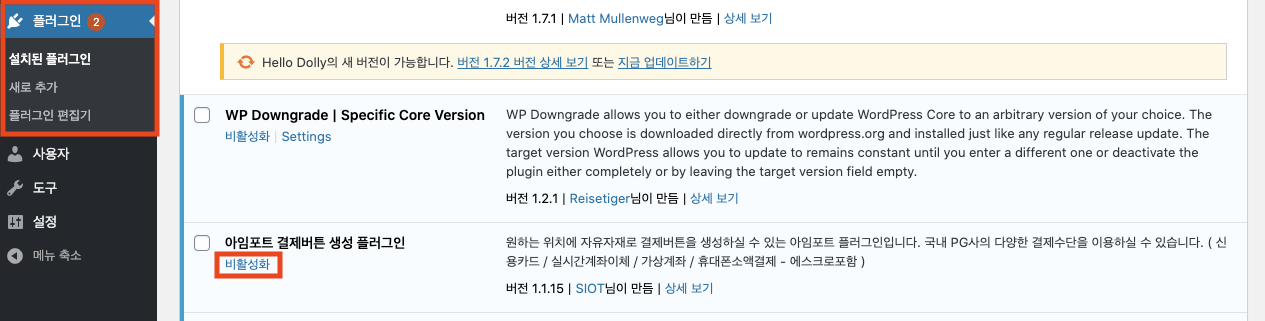 플러그인 2
설치된 플러그인
새로 추가
플러그인 편집기
사용자
도구
설정
메뉴 축소
버전 1.7.1 | Matt Mullenweg님이 만듬 | 상세 보기
Hello Dolly의 새 버전이 가능합니다. 버전 1.7.2 버전 상세 보기 또는 지금 업데이트하기
WP Downgrade | Specific Core Version
비활성화 | Settings
WP Downgrade allows you to either downgrade or update WordPress Core to an arbitrary version of your choice. The
version you choose is downloaded directly from wordpress.org and installed just like any regular release update. The
target version WordPress allows you to update to remains constant until you enter a different one or deactivate the
plugin either completely or by leaving the target version field empty.
버전 1.2.1 | Reisetiger님이 만듬 | 상세 보기
아임포트 결제버튼 생성 플러그인
비활성화
원하는 위치에 자유자재로 결제버튼을 생성하실 수 있는 아임포트 플러그인입니다. 국내 PG사의 다양한 결제수단을 이용하실 수 있습니다. ( 신
용카드 / 실시간계좌이체 / 가상계좌 / 휴대폰소액결제 - 에스크로포함 )
버전 1.1.15 | SIOT님이 만듬 | 상세 보기